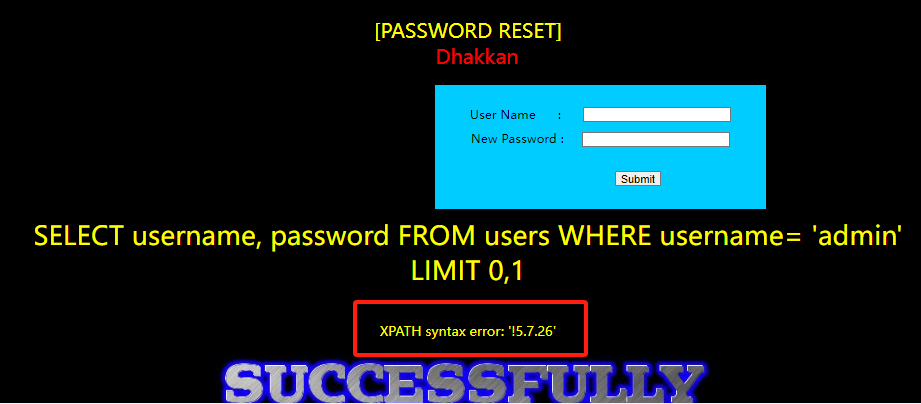 [PASSWORD RESET]
Dhakkan
User Name :
New Password :
Submit
SELECT username, password FROM users WHERE username= 'admin'
LIMIT 0,1
XPATH syntax error: '!5.7.26'
SUCCESSFULLY